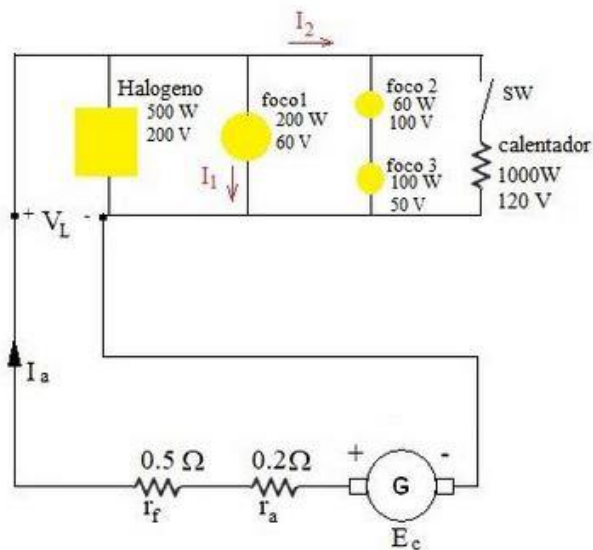 I2
Halogeno
500 W
200 V
foco1
200 W
60 V
I1
foco 2
60 W
100 V
foco 3
100 W
50 V
SW
calentador
1000W
120 V
+ VL -
Ia
0.5 Ω
rf
0.2Ω
ra
+ -
G
Ec